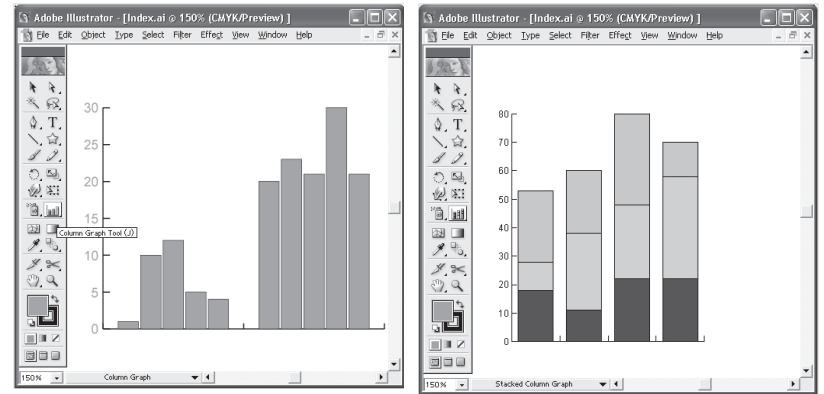 Adobe Illustrator - [Index.ai @ 150% (CMYK/Preview) ]
File Edit Object Type Select Filter Effect View Window Help
T
30
25
20
15
Column Graph Tool (J)
10
5
0
150%
Column Graph
Adobe Illustrator - [Index.ai @ 150% (CMYK/Preview) ]
File Edit Object Type Select Filter Effect View Window Help
T
80
70
60
50
40
30
20
10
0
150%
Stacked Column Graph